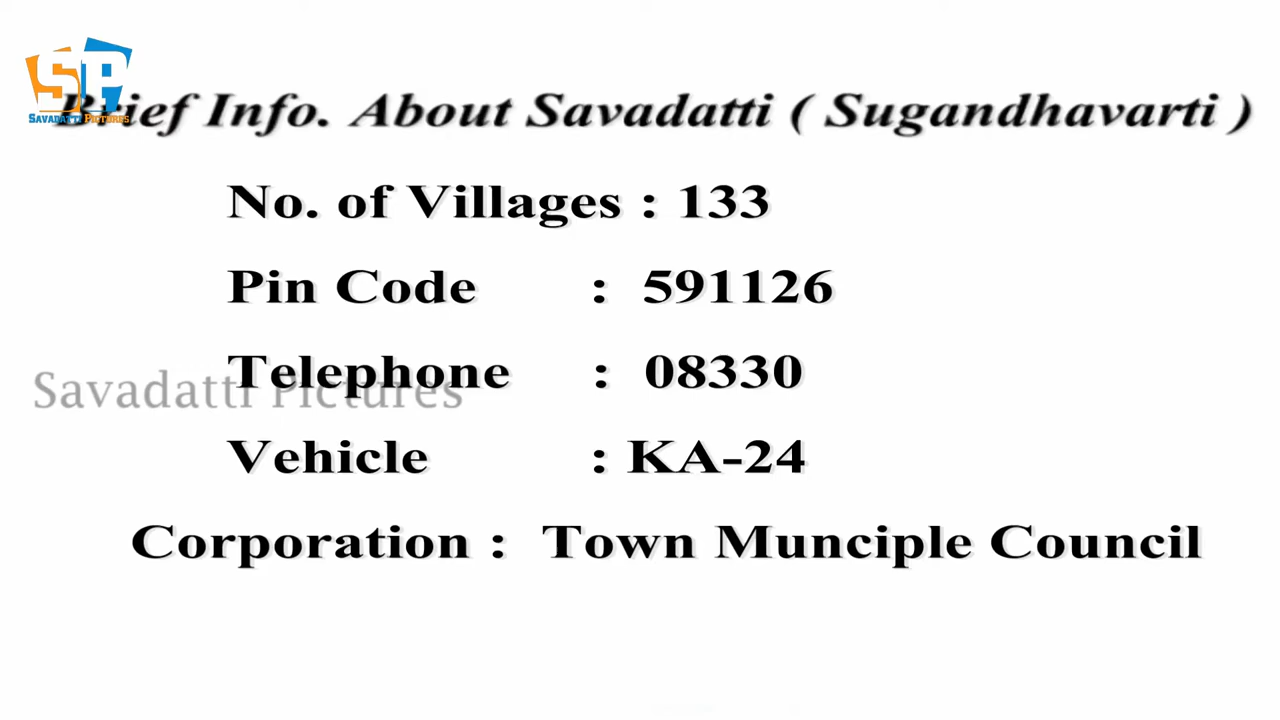 SP
SAVADATTI PICTURES
Brief Info. About Savadatti ( Sugandhavarti )
No. of Villages : 133
Pin Code : 591126
Telephone : 08330
Savadatti Pictures
Vehicle : KA-24
Corporation : Town Munciple Council